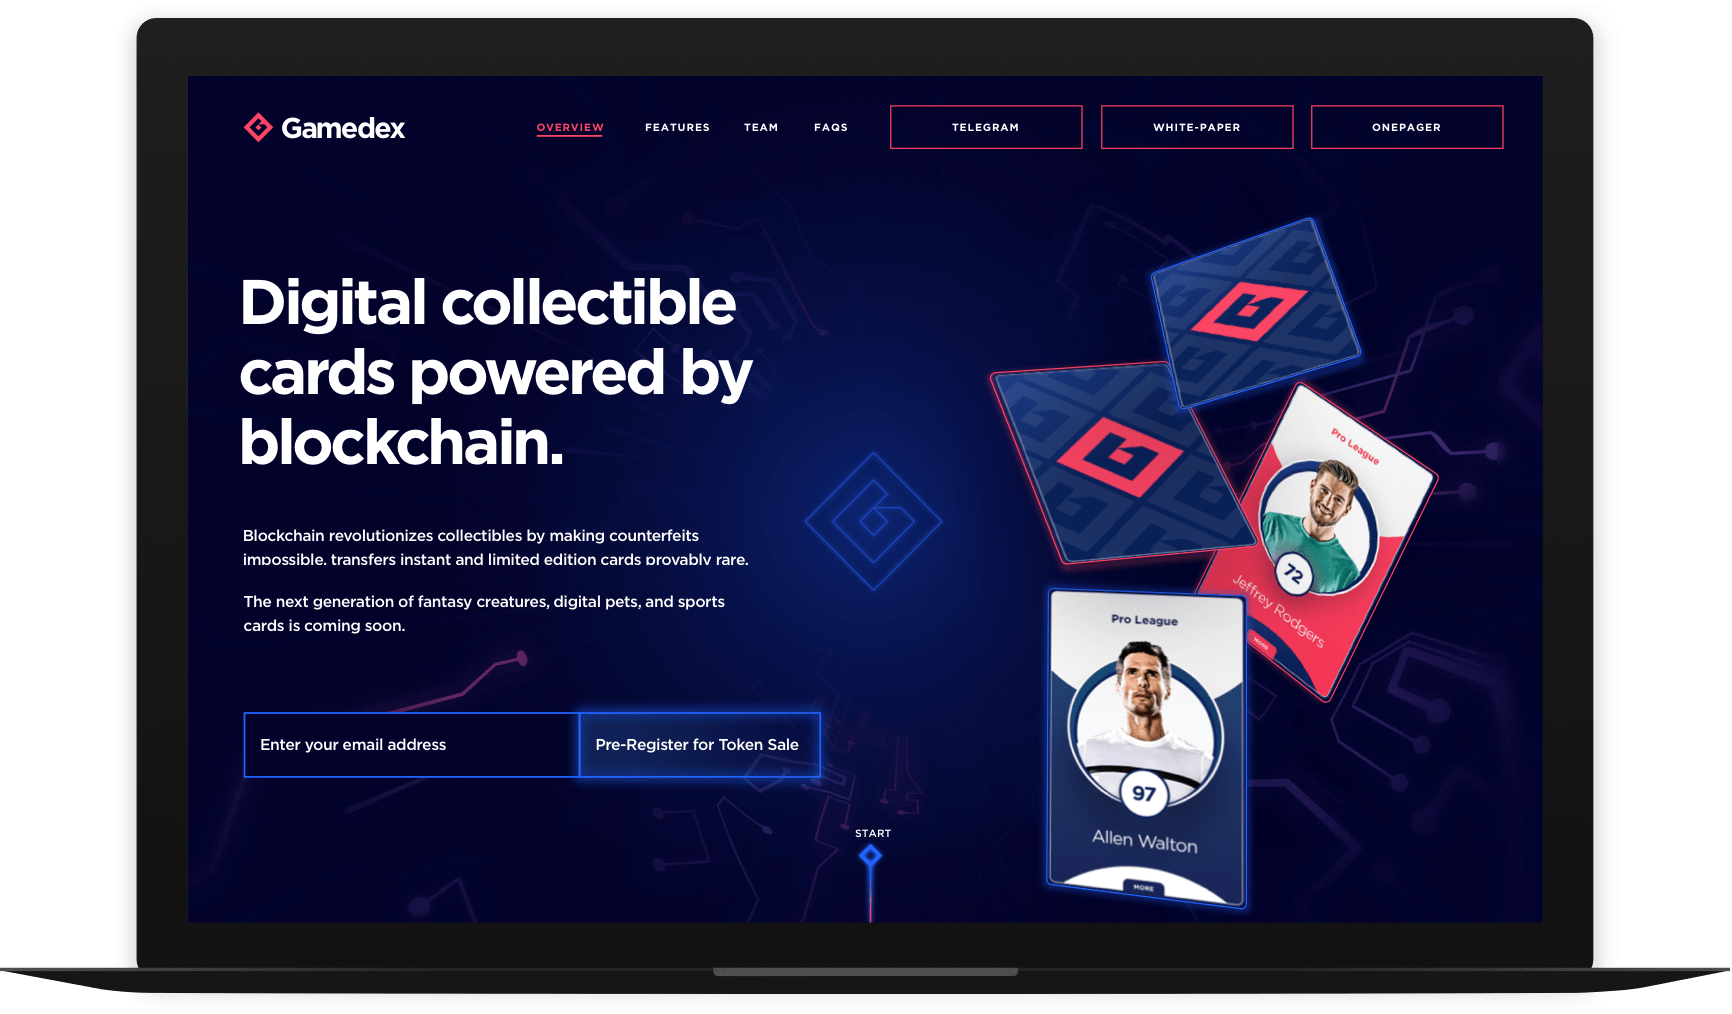 Gamedex
OVERVIEW
FEATURES
TEAM
FAQS
TELEGRAM
WHITE-PAPER
ONEPAGER
Digital collectible
cards powered by
blockchain.
Blockchain revolutionizes collectibles by making counterfeits
impossible, transfers instant and limited edition cards provably rare.
The next generation of fantasy creatures, digital pets, and sports
cards is coming soon.
Enter your email address
Pre-Register for Token Sale
START
Pro League
72
Jeffrey Rodgers
MORE
Pro League
97
Allen Walton
MORE